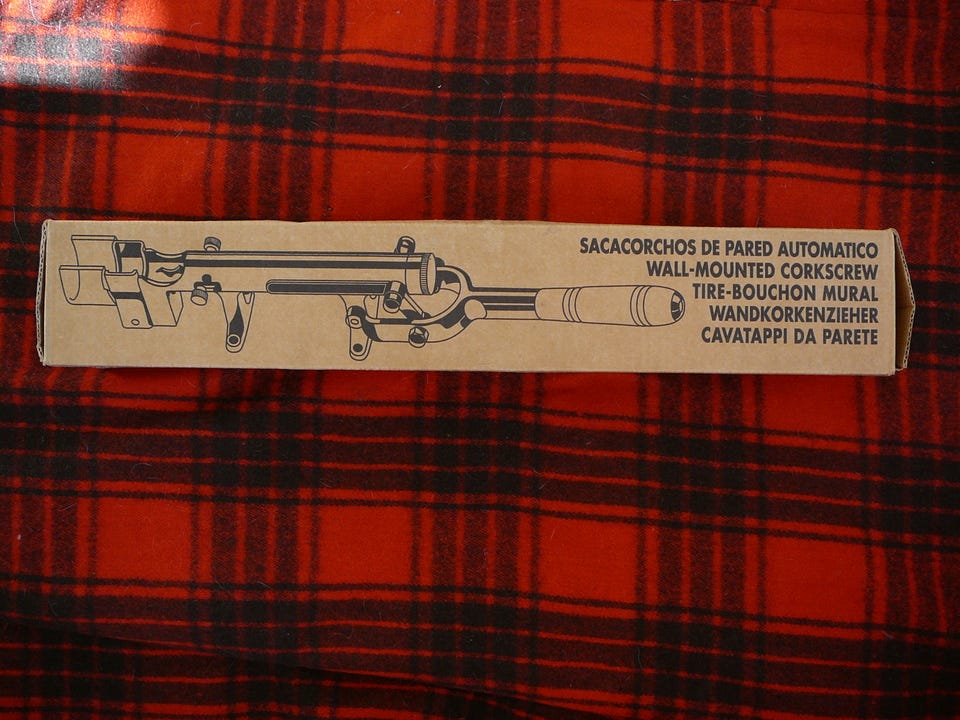 SACACORCHOS DE PARED AUTOMATICO
WALL-MOUNTED CORKSCREW
TIRE-BOUCHON MURAL
WANDKORKENZIEHER
CAVATAPPI DA PARETE